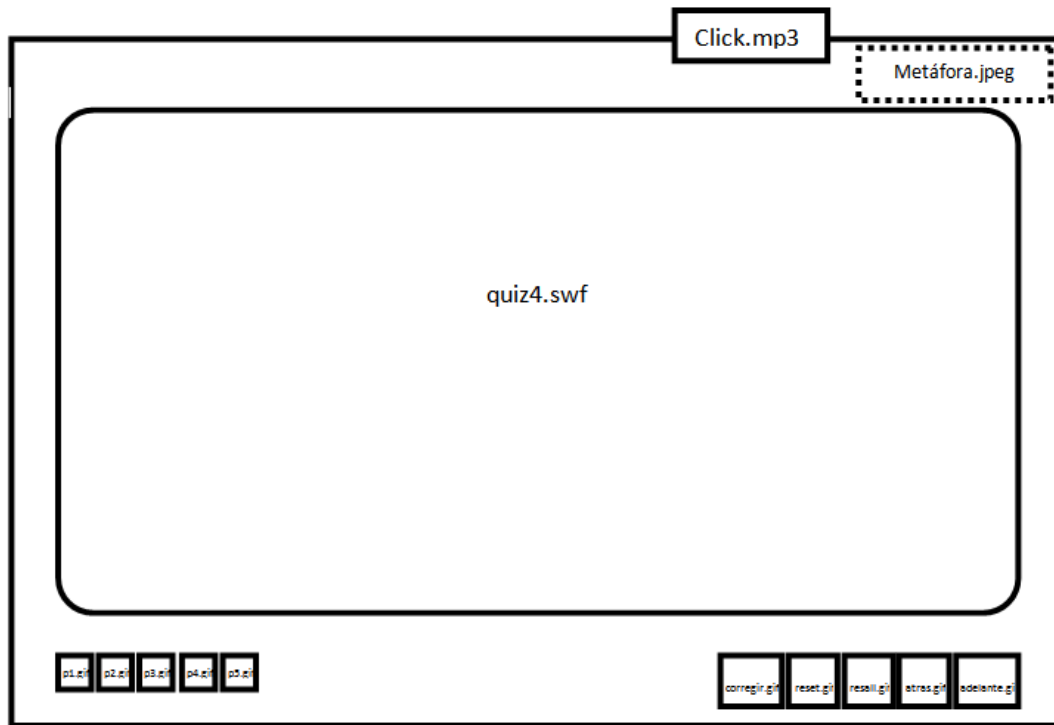 Click.mp3
Metáfora.jpeg
quiz4.swf
p1.gif p2.gif p3.gif p4.gif p5.gif
corregir.gif reset.gif resall.gif atras.gif adelante.gi